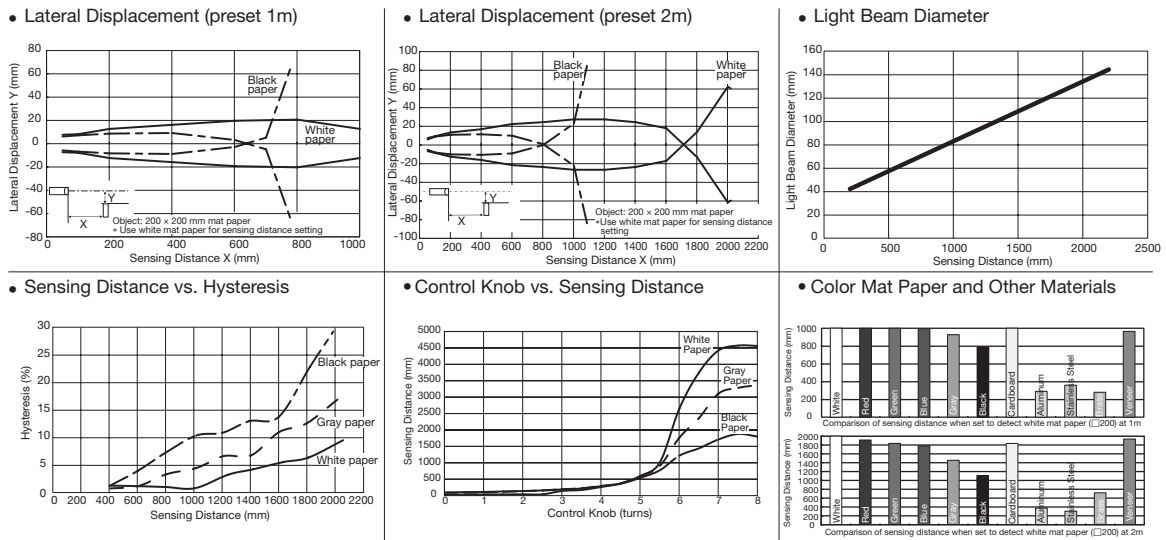 • Lateral Displacement (preset 1m)
Lateral Displacement Y (mm)
80
60
40
20
0
-20
-40
-60
-80
Black
paper
White
paper
Y
X
Object: 200 × 200 mm mat paper
* Use white mat paper for sensing distance setting
0 200 400 600 800 1000
Sensing Distance X (mm)
• Lateral Displacement (preset 2m)
Lateral Displacement Y (mm)
100
80
60
40
20
0
-20
-40
-60
-80
-100
Black
paper
White
paper
Y
X
Object: 200 × 200 mm mat paper
*Use white mat paper for sensing distance
setting
0 200 400 600 800 1000 1200 1400 1600 1800 2000 2200
Sensing Distance X (mm)
• Light Beam Diameter
Light Beam Diameter (mm)
160
140
120
100
80
60
40
20
0
0 500 1000 1500 2000 2500
Sensing Distance (mm)
• Sensing Distance vs. Hysteresis
Hysteresis (%)
30
25
20
15
10
5
0
Black paper
Gray paper
White paper
0 200 400 600 800 1000 1200 1400 1600 1800 2000 2200
Sensing Distance (mm)
• Control Knob vs. Sensing Distance
Sensing Distance (mm)
5000
4500
4000
3500
3000
2500
2000
1500
1000
500
0
White
Paper
Gray
Paper
Black
Paper
0 1 2 3 4 5 6 7 8
Control Knob (turns)
• Color Mat Paper and Other Materials
Sensing Distance (mm)
1000
800
600
400
200
0
White
Red
Green
Blue
Gray
Black
Cardboard
Aluminum
Stainless Steel
Brass
Veneer
Comparison of sensing distance when set to detect white mat paper (□200) at 1m
Sensing Distance (mm)
2000
1800
1600
1400
1200
1000
800
600
400
200
0
White
Red
Green
Blue
Gray
Black
Cardboard
Aluminum
Stainless Steel
Brass
Veneer
Comparison of sensing distance when set to detect white mat paper (□200) at 2m